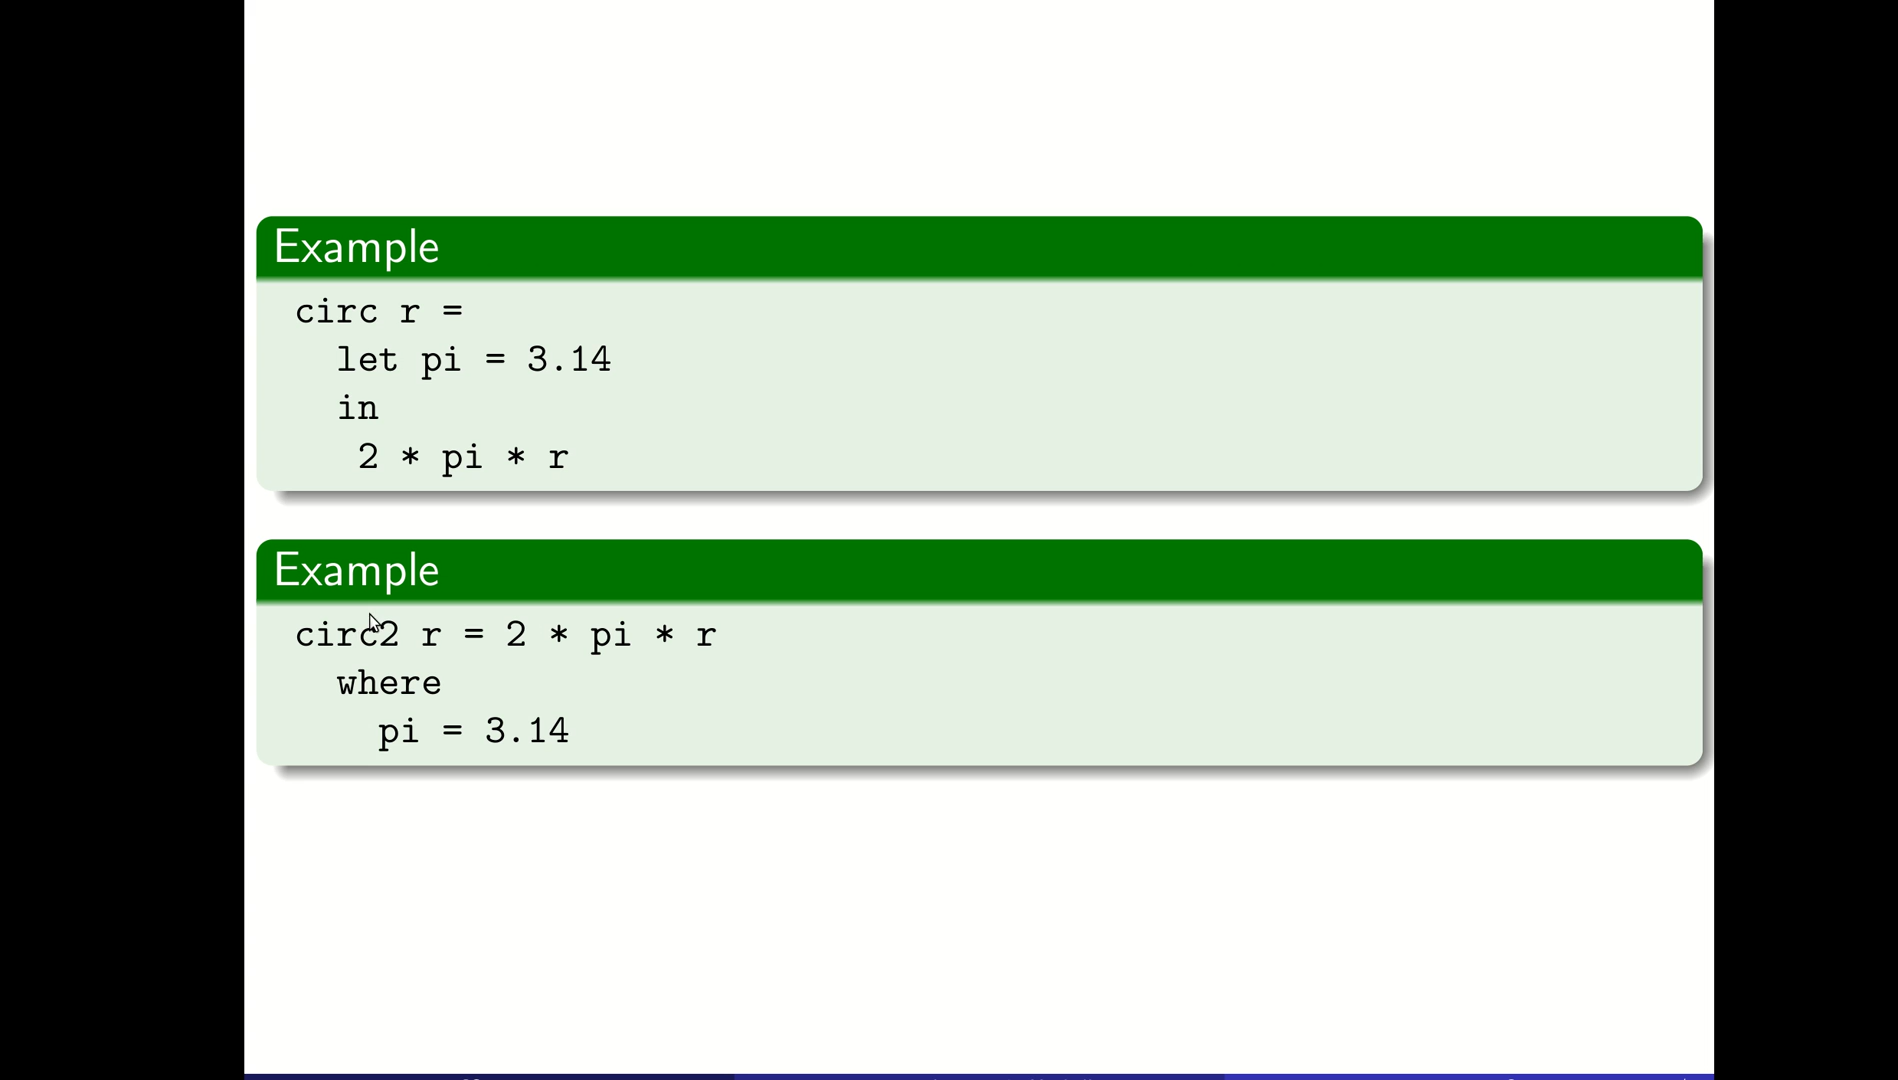 Example
circ r =
  let pi = 3.14
  in
   2 * pi * r
Example
circ2 r = 2 * pi * r
  where
    pi = 3.14